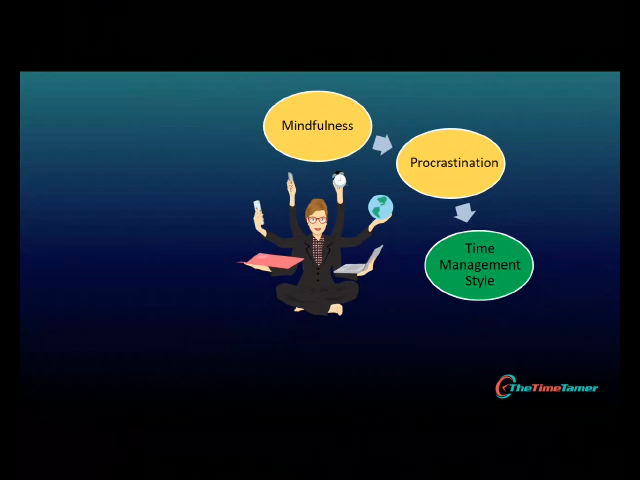 Mindfulness
Procrastination
Time
Management
Style
TheTimeTamer